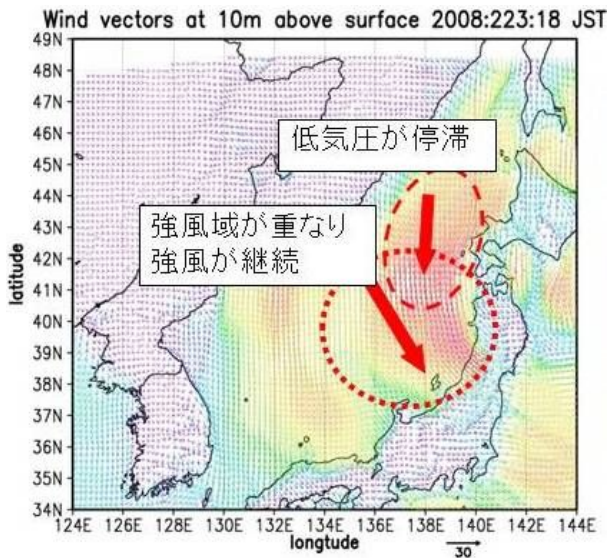 Wind vectors at 10m above surface 2008:223:18 JST
49N
48N
47N
46N
45N
44N
43N
42N
41N
40N
39N
38N
37N
36N
35N
34N
latitude
低気圧が停滞
強風域が重なり
強風が継続
124E 126E 128E 130E 132E 134E 136E 138E 140E 142E 144E
longtude
30